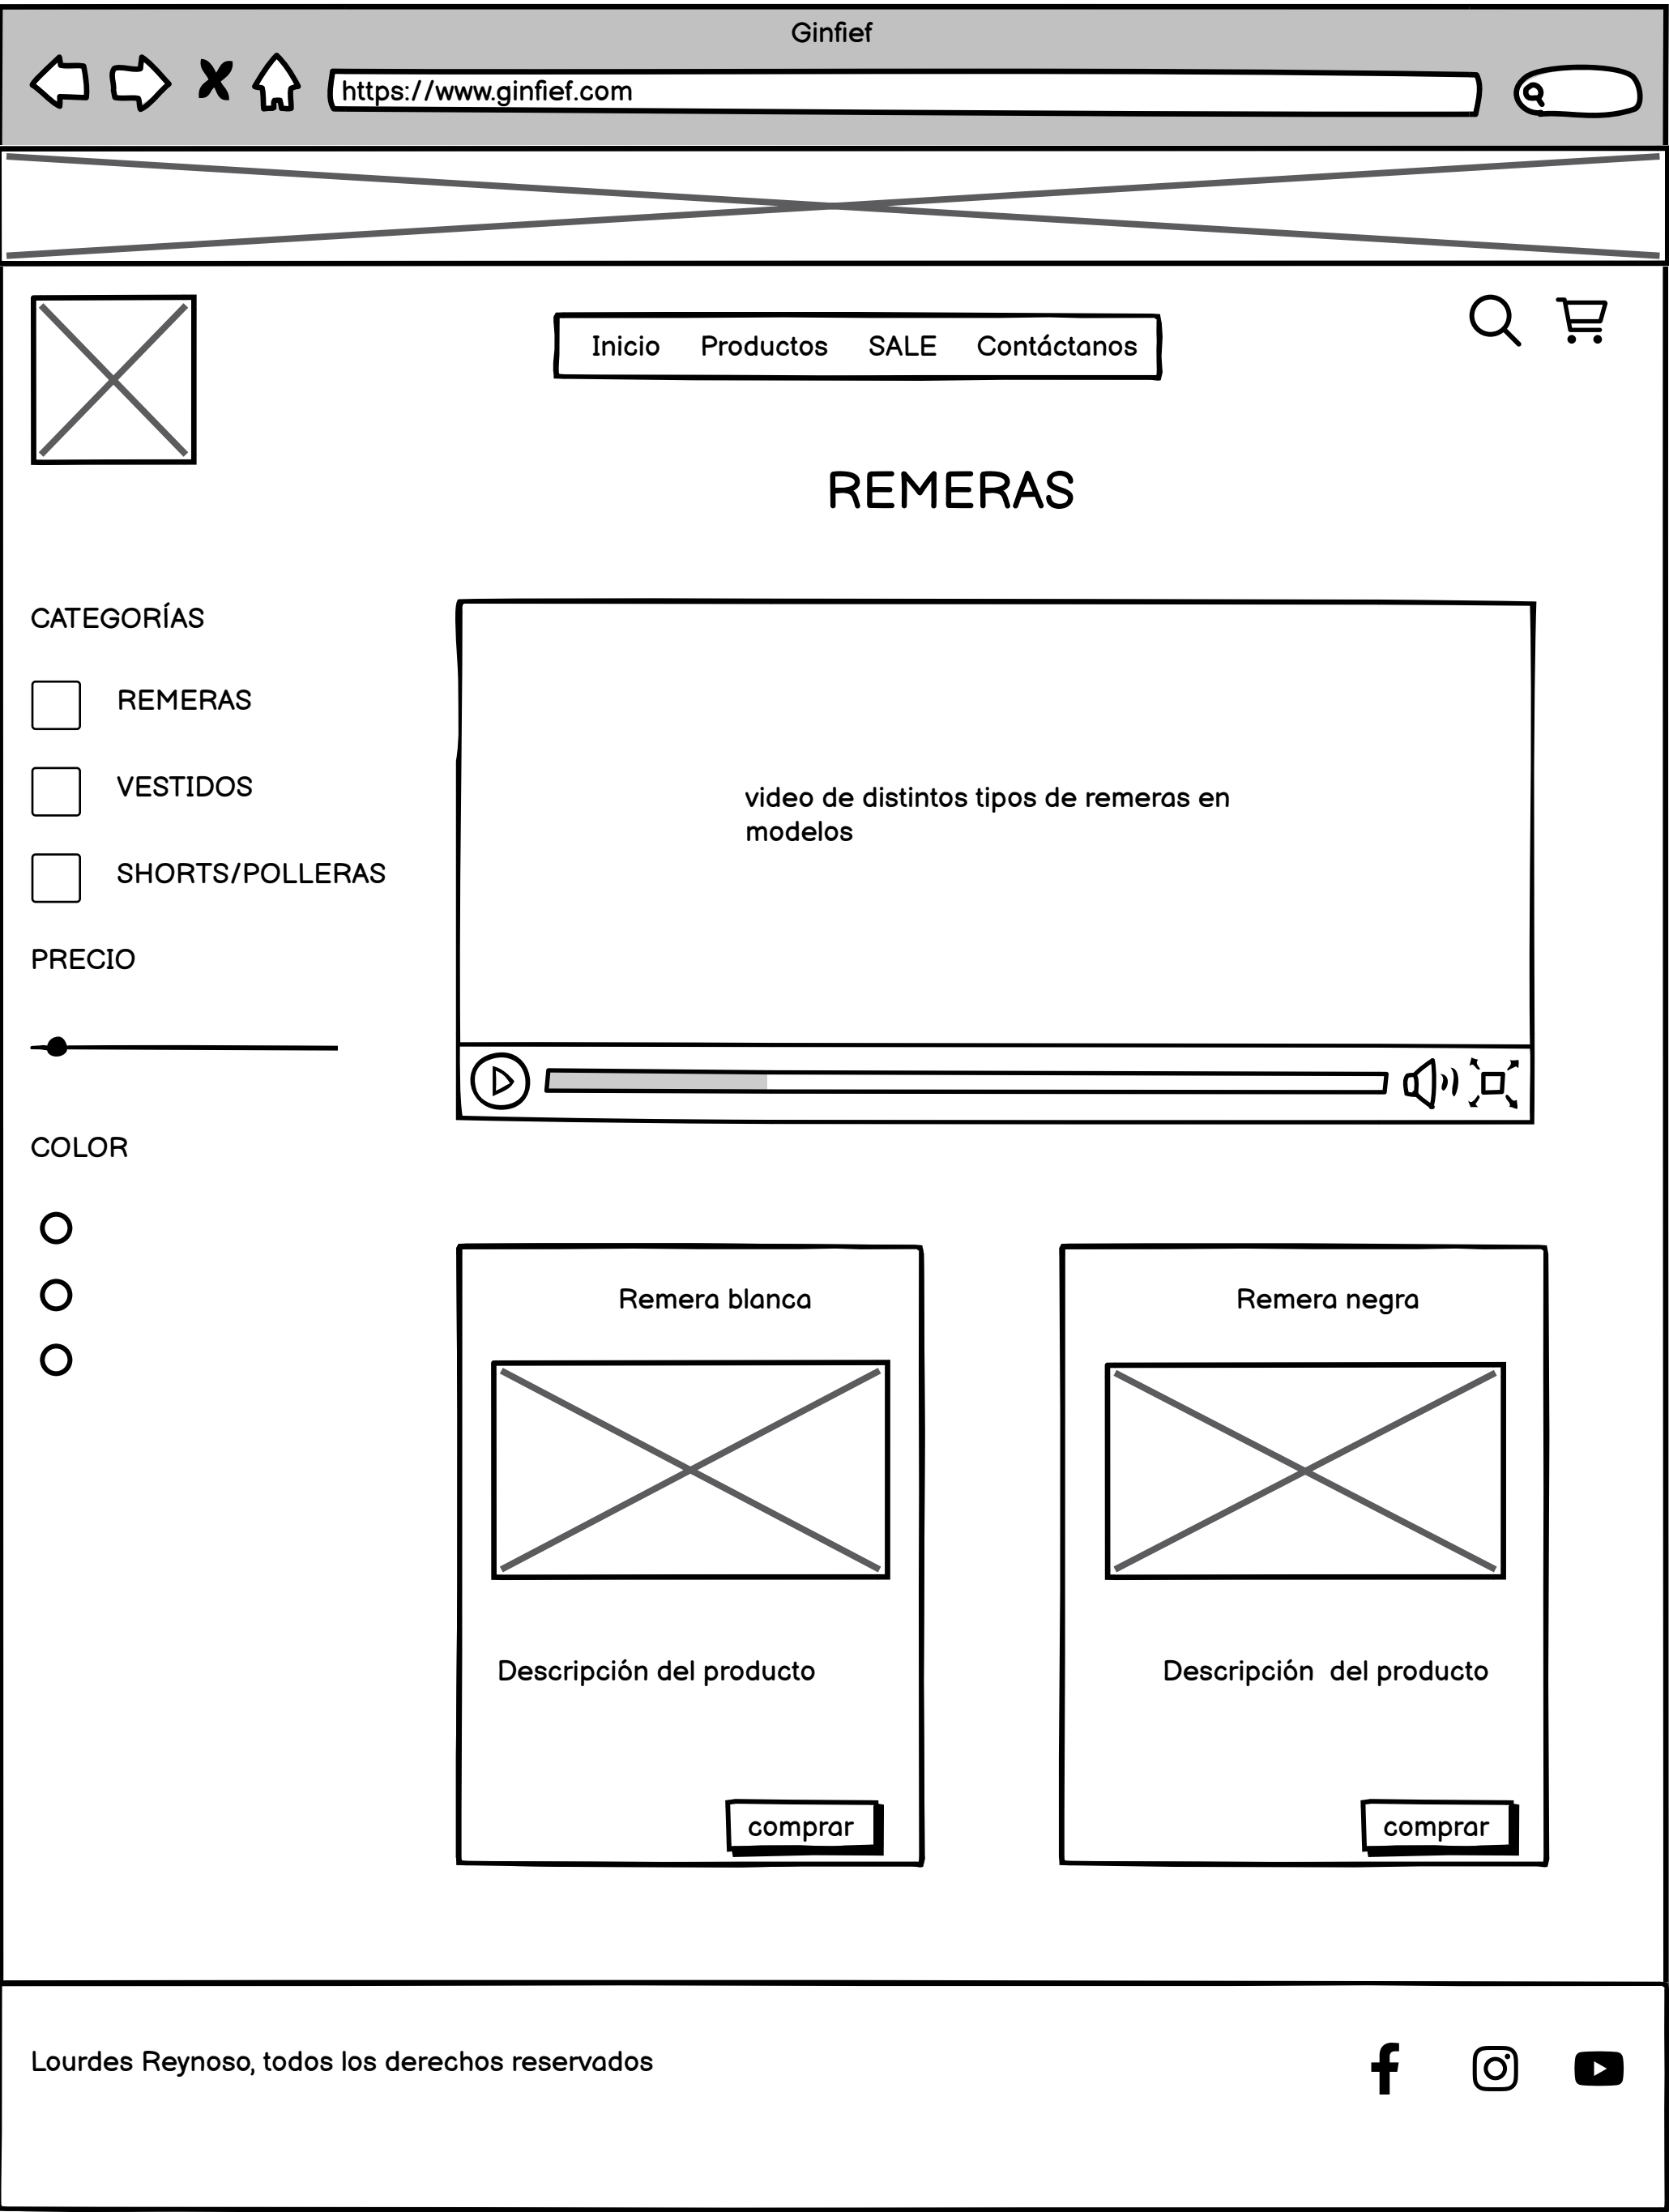 Ginfief
https://www.ginfief.com
Inicio Productos SALE Contáctanos
REMERAS
CATEGORÍAS
REMERAS
VESTIDOS
SHORTS/POLLERAS
PRECIO
COLOR
video de distintos tipos de remeras en
modelos
Remera blanca
Descripción del producto
comprar
Remera negra
Descripción del producto
comprar
Lourdes Reynoso, todos los derechos reservados